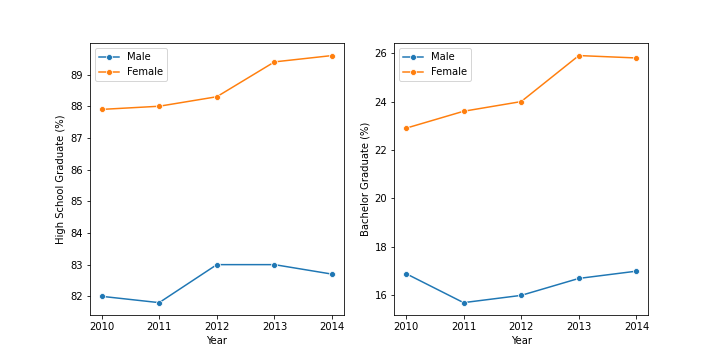 Male
Female
High School Graduate (%)
89
88
87
86
85
84
83
82
2010 2011 2012 2013 2014
Year
Male
Female
Bachelor Graduate (%)
26
24
22
20
18
16
2010 2011 2012 2013 2014
Year